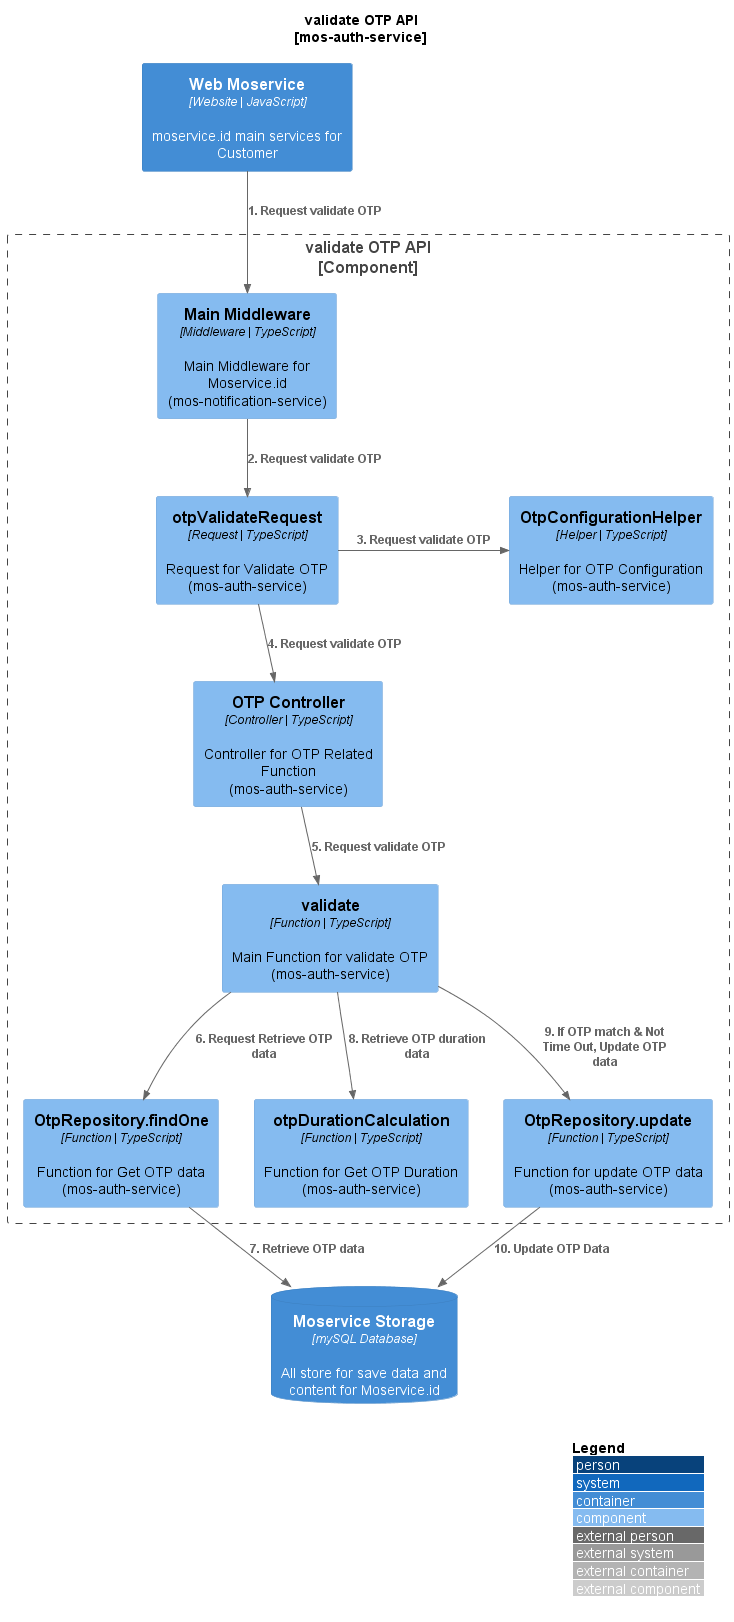 validate OTP API
[mos-auth-service]
Web Moservice
[Website | JavaScript]
moservice.id main services for
Customer
1. Request validate OTP
validate OTP API
[Component]
Main Middleware
[Middleware | TypeScript]
Main Middleware for
Moservice.id
(mos-notification-service)
2. Request validate OTP
otpValidateRequest
[Request | TypeScript]
Request for Validate OTP
(mos-auth-service)
3. Request validate OTP
OtpConfigurationHelper
[Helper | TypeScript]
Helper for OTP Configuration
(mos-auth-service)
4. Request validate OTP
OTP Controller
[Controller | TypeScript]
Controller for OTP Related
Function
(mos-auth-service)
5. Request validate OTP
validate
[Function | TypeScript]
Main Function for validate OTP
(mos-auth-service)
6. Request Retrieve OTP
data
8. Retrieve OTP duration
data
9. If OTP match & Not
Time Out, Update OTP
data
OtpRepository.findOne
[Function | TypeScript]
Function for Get OTP data
(mos-auth-service)
otpDurationCalculation
[Function | TypeScript]
Function for Get OTP Duration
(mos-auth-service)
OtpRepository.update
[Function | TypeScript]
Function for update OTP data
(mos-auth-service)
7. Retrieve OTP data
10. Update OTP Data
Moservice Storage
[mySQL Database]
All store for save data and
content for Moservice.id
Legend
person
system
container
component
external person
external system
external container
external component